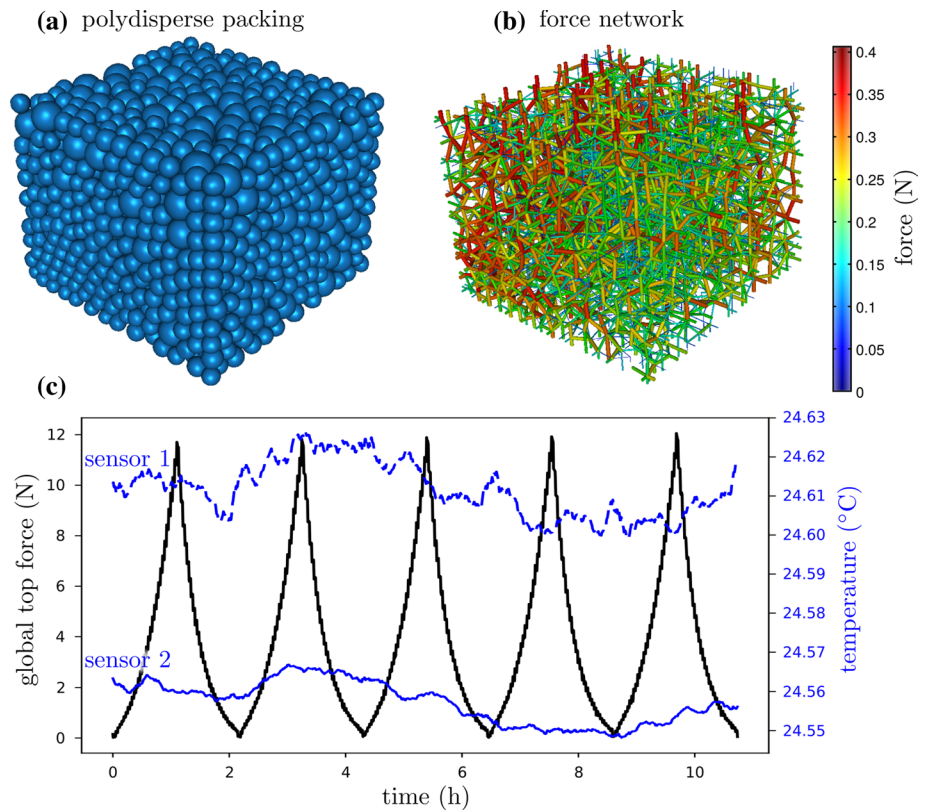 (a) polydisperse packing
(b) force network
0.4
0.35
0.3
0.25
0.2
0.15
0.1
0.05
0
force (N)
(c)
12
10
8
6
4
2
0
global top force (N)
sensor 1
sensor 2
24.63
24.62
24.61
24.60
24.59
24.58
24.57
24.56
24.55
temperature (°C)
0 2 4 6 8 10
time (h)